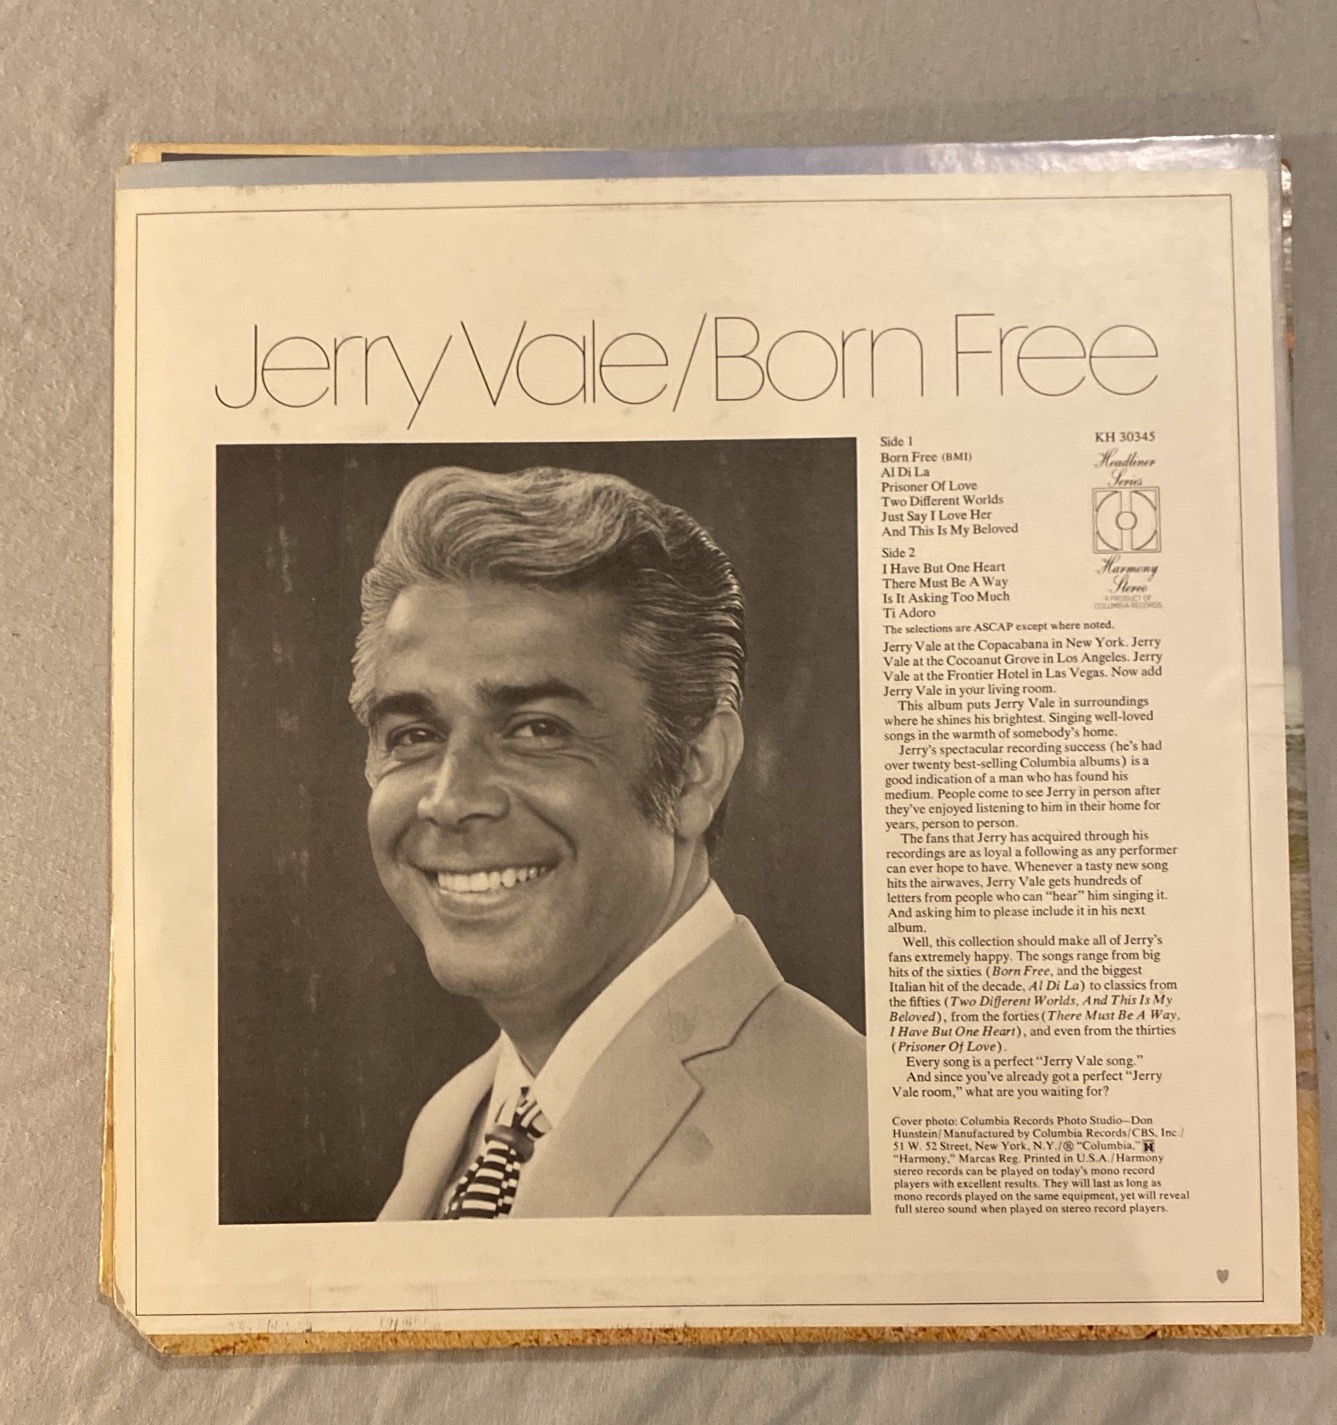 Jerry Vale/Born Free
Side 1
Born Free (BMI)
Al Di La
Prisoner Of Love
Two Different Worlds
Just Say I Love Her
And This Is My Beloved
Side 2
I Have But One Heart
There Must Be A Way
Is It Asking Too Much
Ti Adoro
The selections are ASCAP except where noted.
KH 30345
Headliner
Series
Harmony
Stereo
A PRODUCT OF
COLUMBIA RECORDS
Jerry Vale at the Copacabana in New York. Jerry
Vale at the Cocoanut Grove in Los Angeles. Jerry
Vale at the Frontier Hotel in Las Vegas. Now add
Jerry Vale in your living room.
This album puts Jerry Vale in surroundings
where he shines his brightest. Singing well-loved
songs in the warmth of somebody's home.
Jerry's spectacular recording success (he's had
over twenty best-selling Columbia albums) is a
good indication of a man who has found his
medium. People come to see Jerry in person after
they've enjoyed listening to him in their home for
years, person to person.
The fans that Jerry has acquired through his
recordings are as loyal a following as any performer
can ever hope to have. Whenever a tasty new song
hits the airwaves, Jerry Vale gets hundreds of
letters from people who can "hear" him singing it.
And asking him to please include it in his next
album.
Well, this collection should make all of Jerry's
fans extremely happy. The songs range from big
hits of the sixties (Born Free, and the biggest
Italian hit of the decade, Al Di La) to classics from
the fifties (Two Different Worlds, And This Is My
Beloved), from the forties (There Must Be A Way,
I Have But One Heart), and even from the thirties
(Prisoner Of Love).
Every song is a perfect "Jerry Vale song."
And since you've already got a perfect "Jerry
Vale room," what are you waiting for?
Cover photo: Columbia Records Photo Studio—Don
Hunstein/Manufactured by Columbia Records/CBS, Inc./
51 W. 52 Street, New York, N.Y./® "Columbia," H
"Harmony," Marcas Reg. Printed in U.S.A./Harmony
stereo records can be played on today's mono record
players with excellent results. They will last as long as
mono records played on the same equipment, yet will reveal
full stereo sound when played on stereo record players.